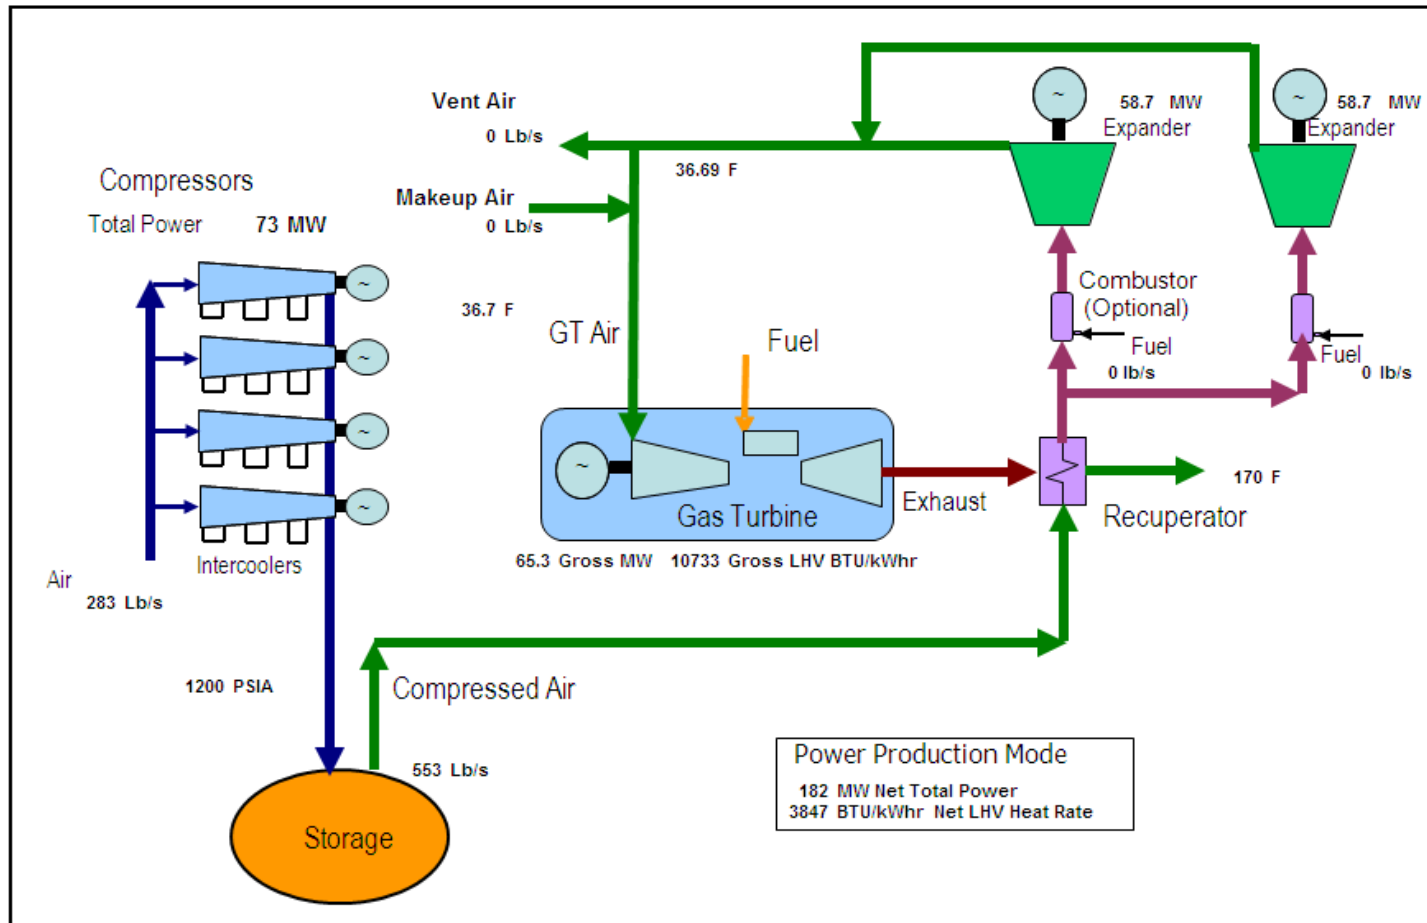 Vent Air
0 Lb/s
36.69 F
58.7 MW
Expander
58.7 MW
Expander
Compressors
Total Power 73 MW
Makeup Air
0 Lb/s
~
~
~
~
~
~
36.7 F
GT Air
Fuel
Combustor
(Optional)
Fuel
0 lb/s
Fuel
0 lb/s
~
Gas Turbine
Exhaust
170 F
Recuperator
65.3 Gross MW 10733 Gross LHV BTU/kWhr
Intercoolers
Air
283 Lb/s
1200 PSIA
Compressed Air
553 Lb/s
Storage
Power Production Mode
182 MW Net Total Power
3847 BTU/kWhr Net LHV Heat Rate